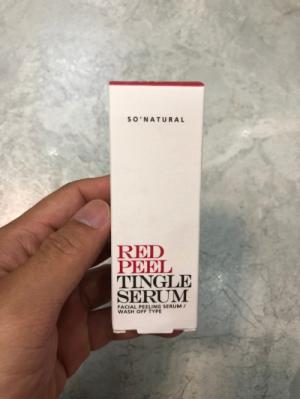 SO'NATURAL
RED
PEEL
TINGLE
SERUM
FACIAL PEELING SERUM /
WASH OFF TYPE